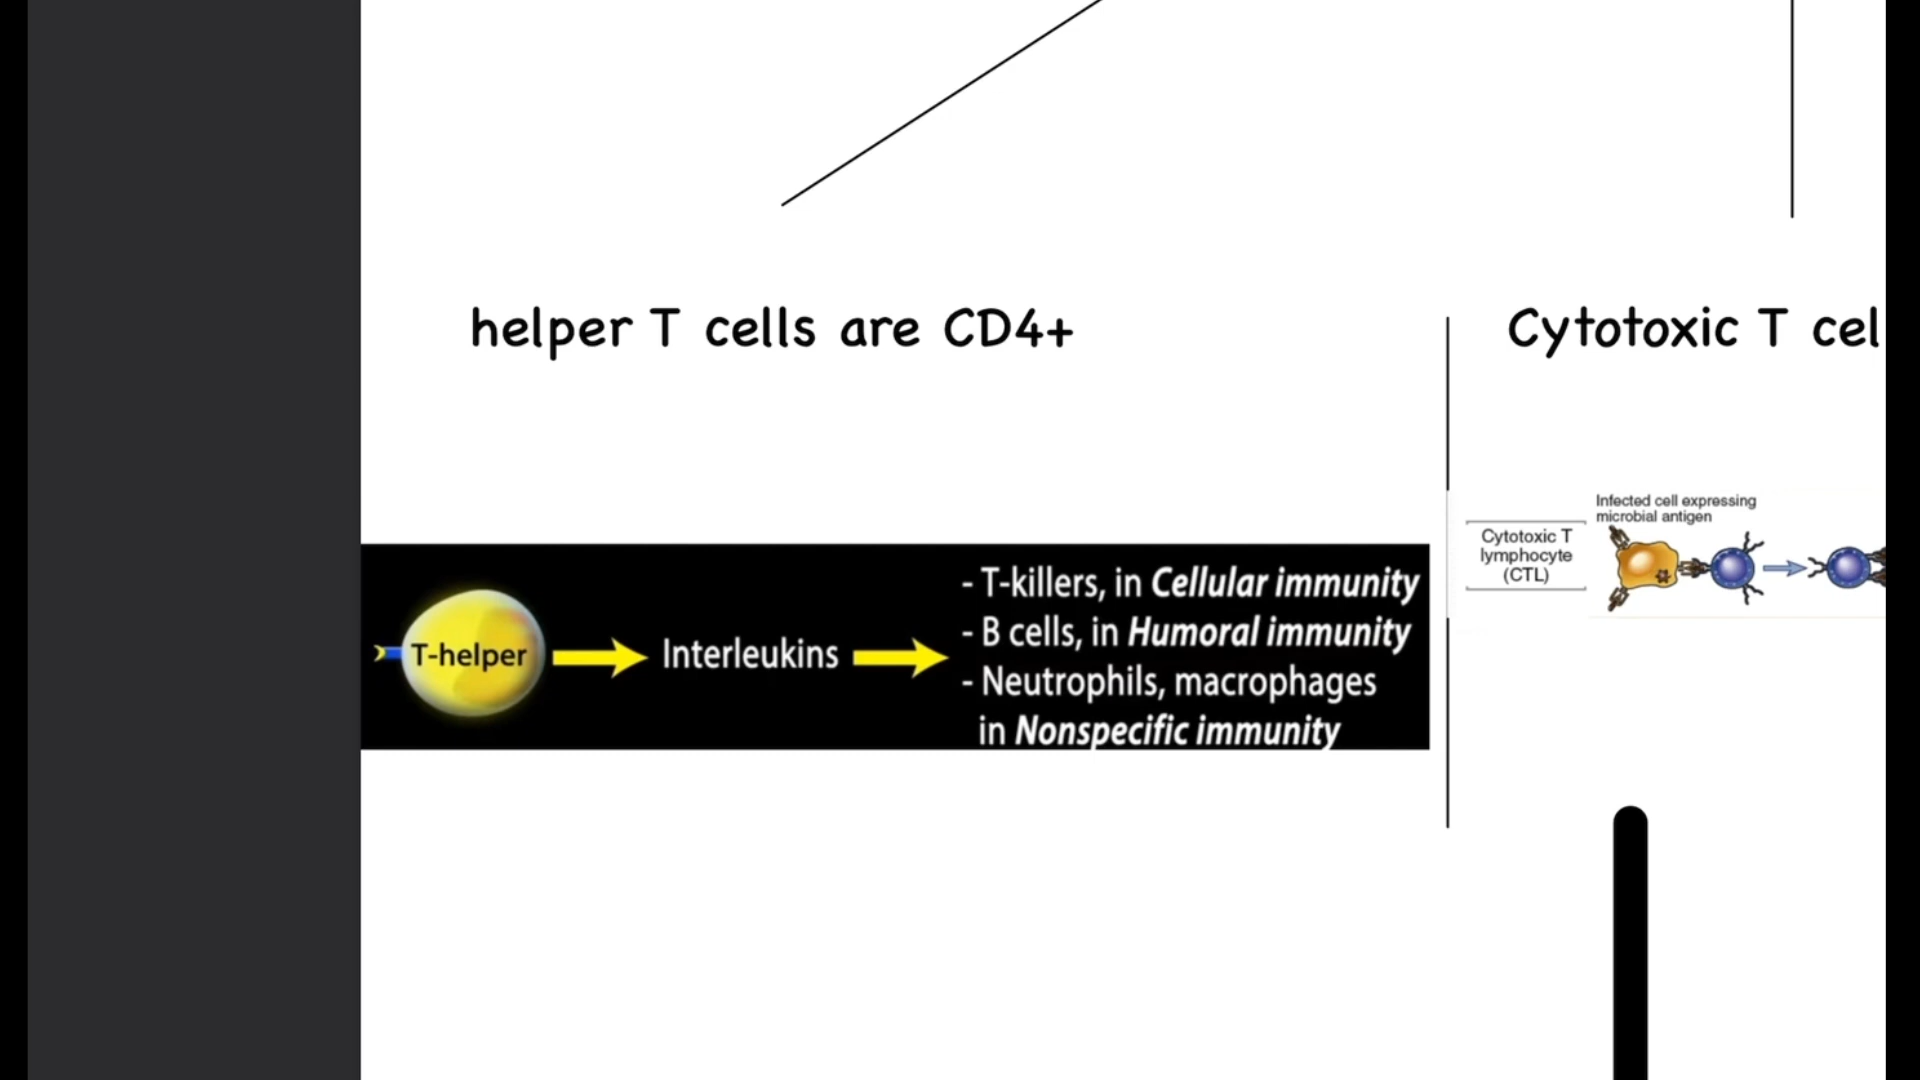 helper T cells are CD4+
T-helper
Interleukins
- T-killers, in Cellular immunity
- B cells, in Humoral immunity
- Neutrophils, macrophages
in Nonspecific immunity
Cytotoxic T cel
Cytotoxic T
lymphocyte
(CTL)
Infected cell expressing
microbial antigen